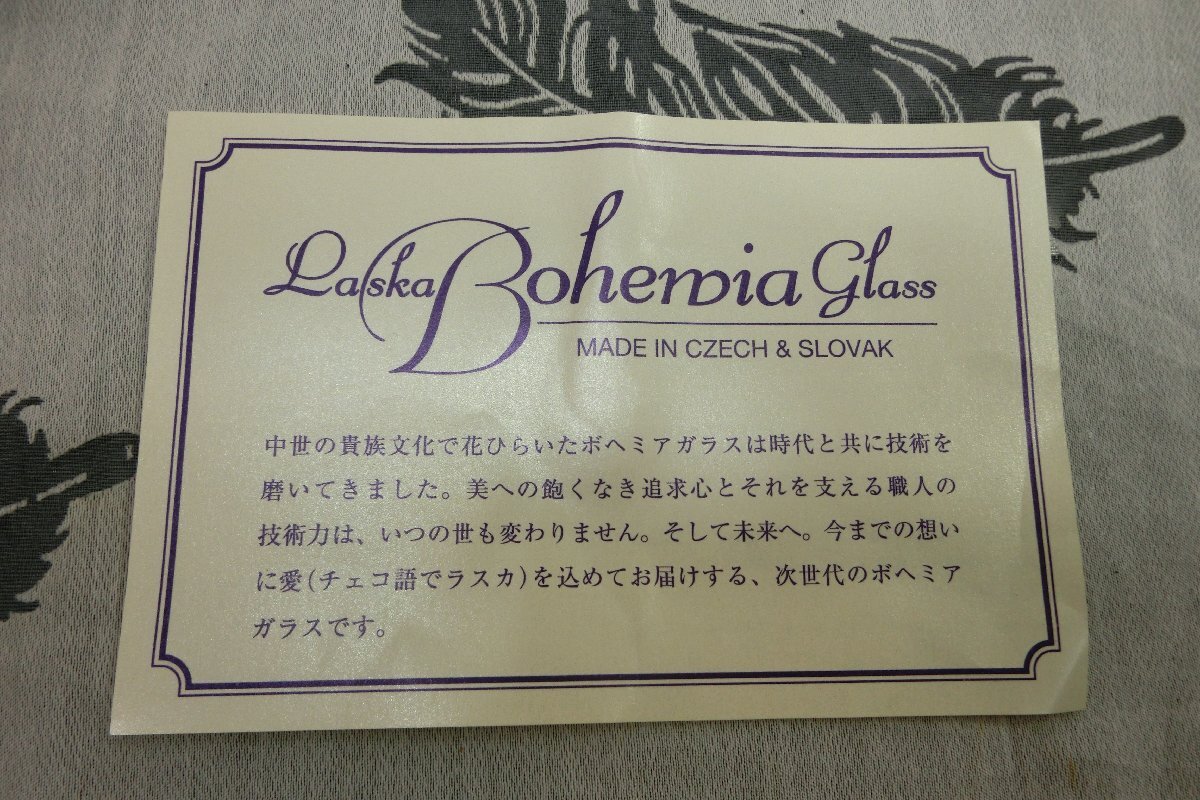 Laska Bohemia Glass
MADE IN CZECH & SLOVAK
中世の貴族文化で花ひらいたボヘミアガラスは時代と共に技術を
磨いてきました。美への飽くなき追求心とそれを支える職人の
技術力は、いつの世も変わりません。そして未来へ。今までの想い
に愛(チェコ語でラスカ)を込めてお届けする、次世代のボヘミア
ガラスです。